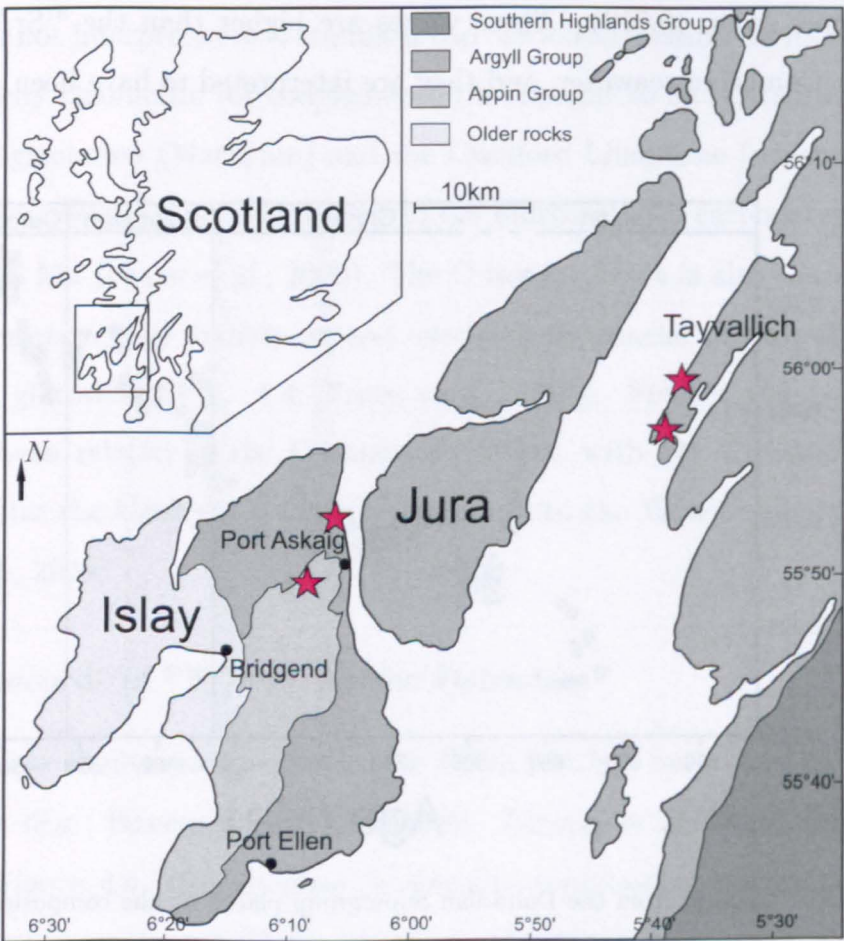 Southern Highlands Group
Argyll Group
Appin Group
Older rocks
10km
Scotland
56°10'
Tayvallich
56°00'
N
Jura
Port Askaig
55°50'
Islay
Bridgend
55°40'
Port Ellen
6°30'
6°20'
6°10'
6°00'
5°50'
5°40'
5°30'